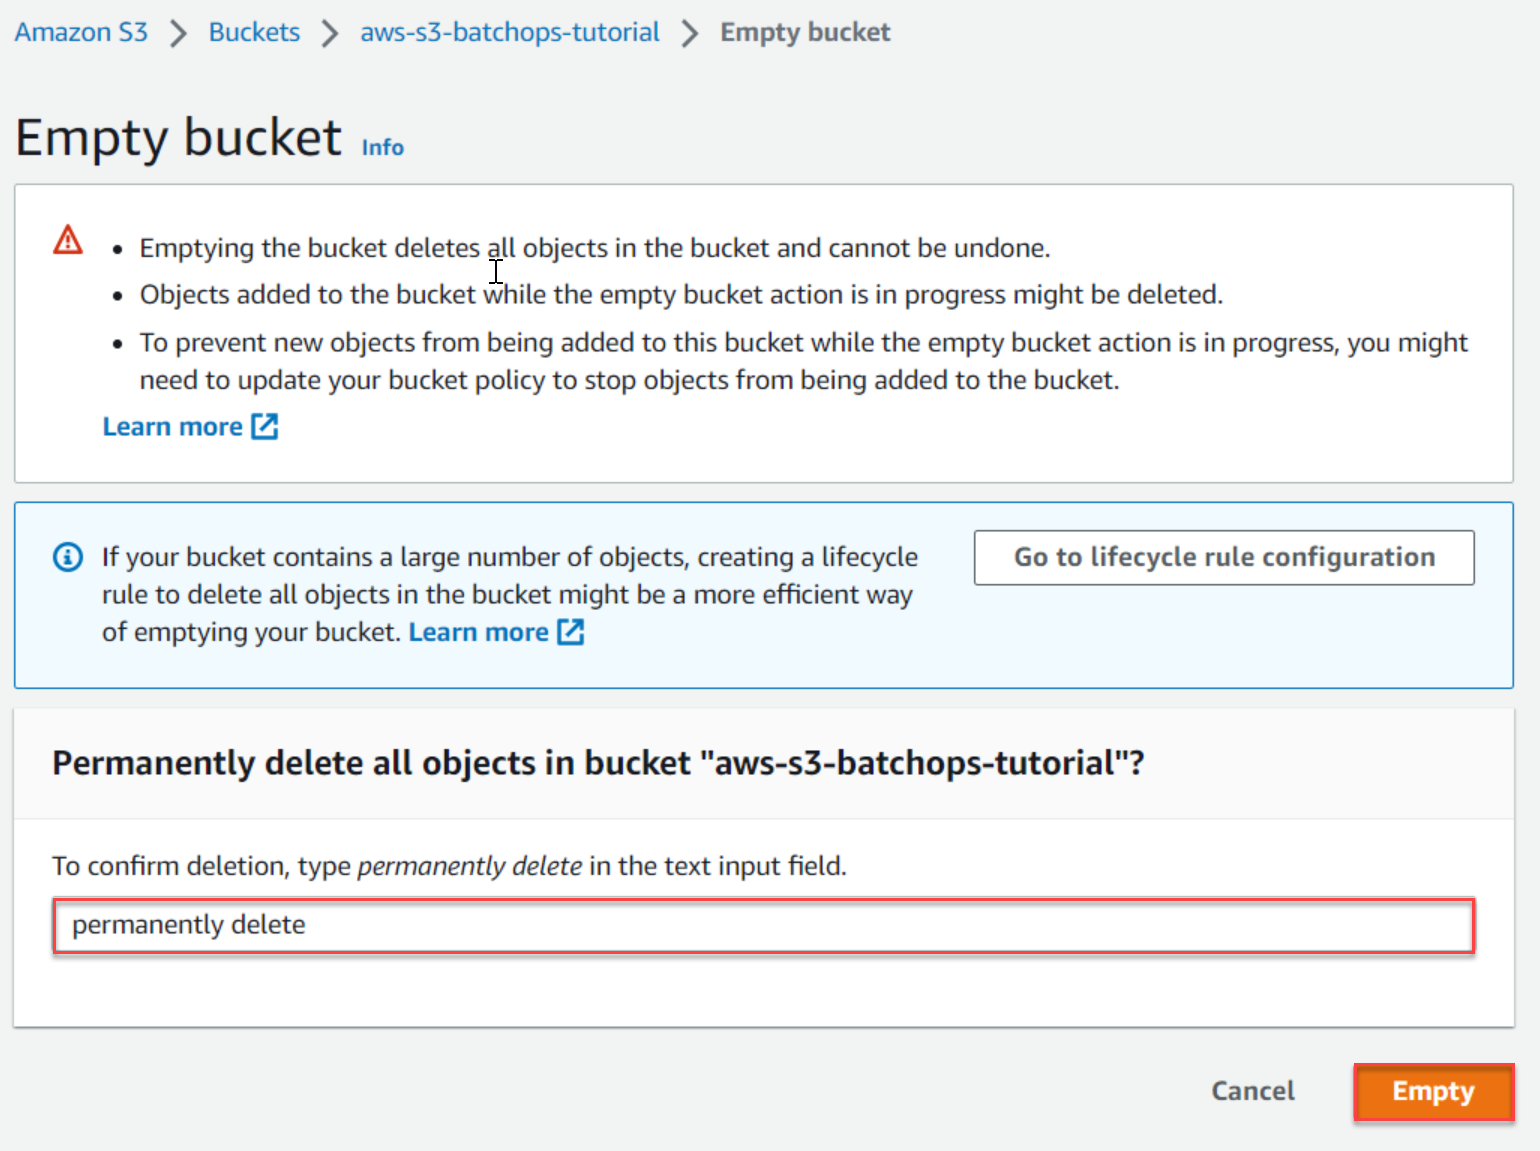 Amazon S3 > Buckets > aws-s3-batchops-tutorial > Empty bucket
Empty bucket Info
• Emptying the bucket deletes all objects in the bucket and cannot be undone.
• Objects added to the bucket while the empty bucket action is in progress might be deleted.
• To prevent new objects from being added to this bucket while the empty bucket action is in progress, you might
need to update your bucket policy to stop objects from being added to the bucket.
Learn more
If your bucket contains a large number of objects, creating a lifecycle
rule to delete all objects in the bucket might be a more efficient way
of emptying your bucket. Learn more
Go to lifecycle rule configuration
Permanently delete all objects in bucket "aws-s3-batchops-tutorial"?
To confirm deletion, type permanently delete in the text input field.
permanently delete
Cancel
Empty